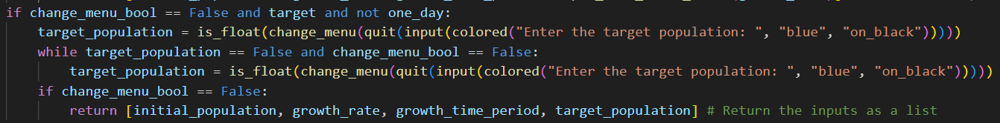 if change_menu_bool == False and target and not one_day:
target_population = is_float(change_menu(quit(input(colored("Enter the target population: ", "blue", "on_black")))))
while target_population == False and change_menu_bool == False:
target_population = is_float(change_menu(quit(input(colored("Enter the target population: ", "blue", "on_black")))))
if change_menu_bool == False:
return [initial_population, growth_rate, growth_time_period, target_population] # Return the inputs as a list